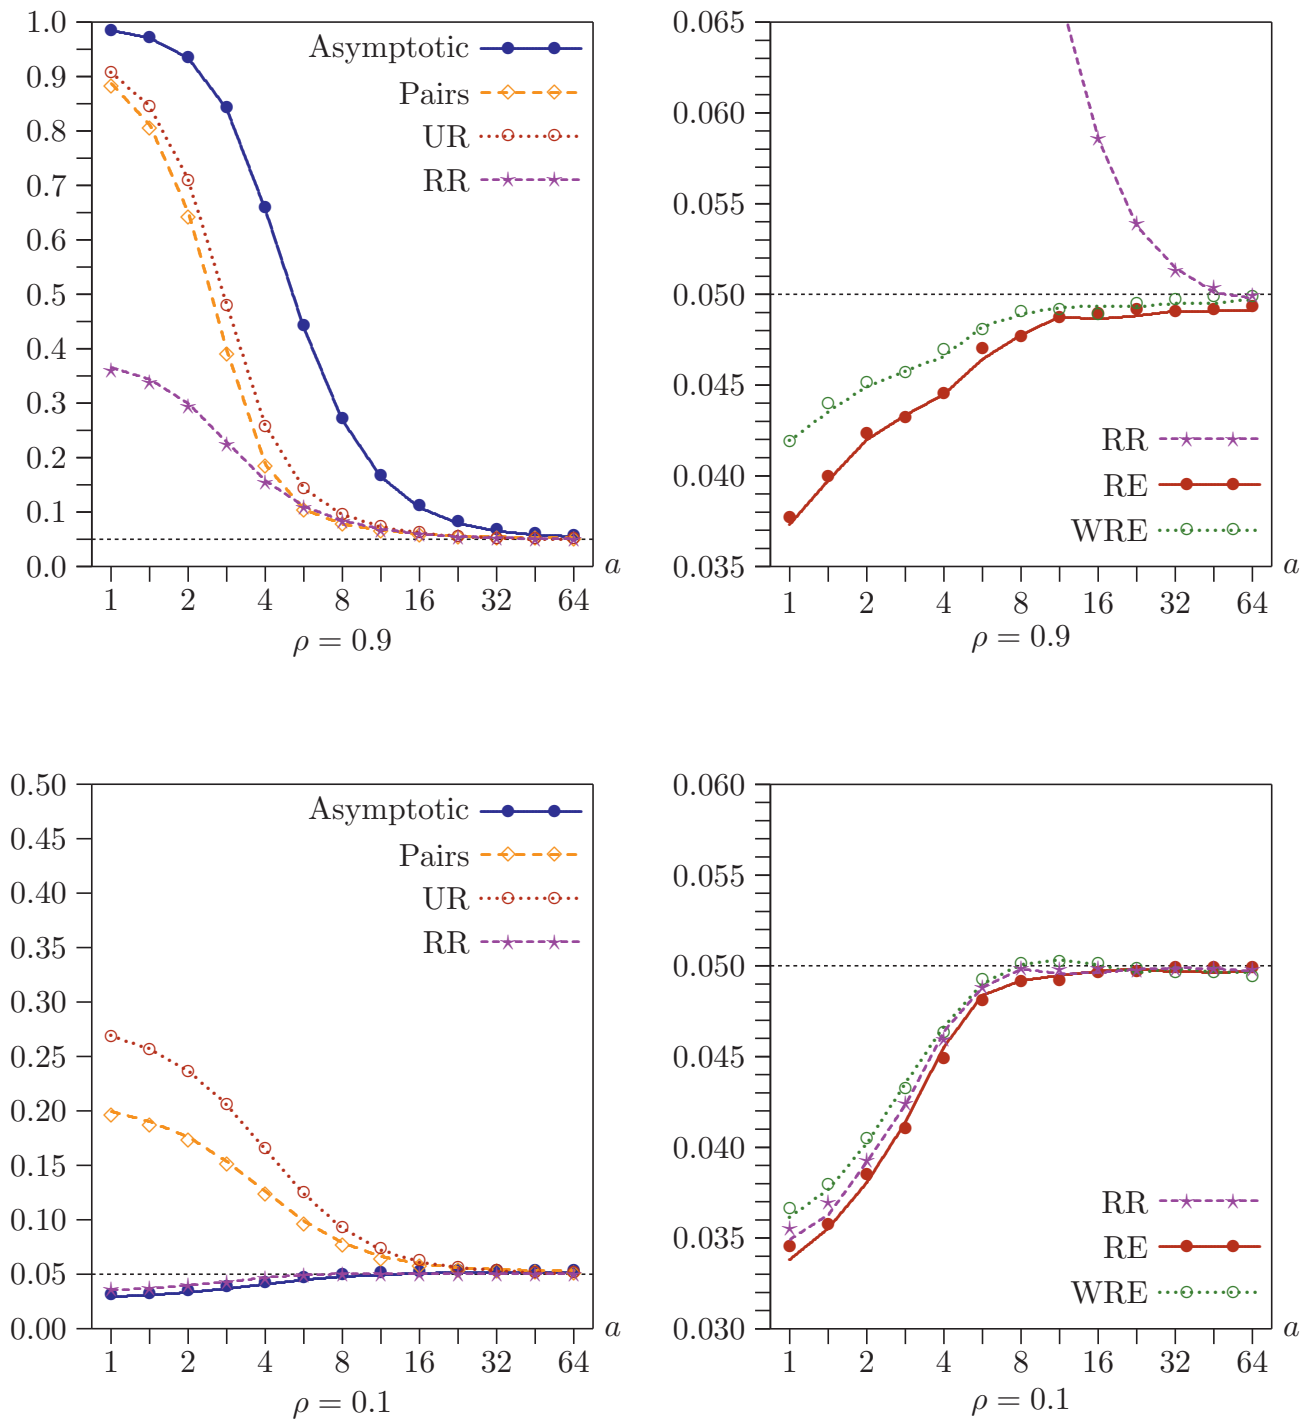 1.0
0.9
0.8
0.7
0.6
0.5
0.4
0.3
0.2
0.1
0.0
Asymptotic
Pairs
UR
RR
1 2 4 8 16 32 64
a
ρ = 0.9
0.065
0.060
0.055
0.050
0.045
0.040
0.035
RR
RE
WRE
1 2 4 8 16 32 64
a
ρ = 0.9
0.50
0.45
0.40
0.35
0.30
0.25
0.20
0.15
0.10
0.05
0.00
Asymptotic
Pairs
UR
RR
1 2 4 8 16 32 64
a
ρ = 0.1
0.060
0.055
0.050
0.045
0.040
0.035
0.030
RR
RE
WRE
1 2 4 8 16 32 64
a
ρ = 0.1